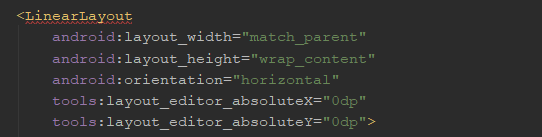 <LinearLayout
android:layout_width="match_parent"
android:layout_height="wrap_content"
android:orientation="horizontal"
tools:layout_editor_absoluteX="0dp"
tools:layout_editor_absoluteY="0dp">